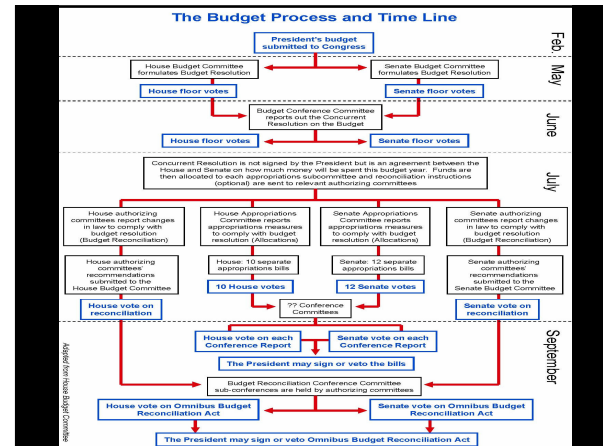 The Budget Process and Time Line
President's budget
submitted to Congress
Feb.
House Budget Committee
formulates Budget Resolution
Senate Budget Committee
formulates Budget Resolution
May
House floor votes
Senate floor votes
Budget Conference Committee
reports out the Concurrent
Resolution on the Budget
June
House floor votes
Senate floor votes
Concurrent Resolution is not signed by the President but is an agreement between the
House and Senate on how much money will be spent this budget year. Funds are
then allocated to each appropriations subcommittee and reconciliation instructions
(optional) are sent to relevant authorizing committees
July
House authorizing
committees report changes
in law to comply with
budget resolution
(Budget Reconciliation)
House Appropriations
Committee reports
appropriations measures
to comply with budget
resolution (Allocations)
Senate Appropriations
Committee reports
appropriations measures
to comply with budget
resolution (Allocations)
Senate authorizing
committees report changes
in law to comply with
budget resolution
(Budget Reconciliation)
House authorizing
committees'
recommendations
submitted to the
House Budget Committee
House: 10 separate
appropriations bills
Senate: 12 separate
appropriations bills
Senate authorizing
committees'
recommendations
submitted to the
Senate Budget Committee
10 House votes
12 Senate votes
House vote on
reconciliation
?? Conference
Committees
Senate vote on
reconciliation
September
House vote on each
Conference Report
Senate vote on each
Conference Report
The President may sign or veto the bills
Budget Reconciliation Conference Committee
sub-conferences are held by authorizing committees
House vote on Omnibus Budget
Reconciliation Act
Senate vote on Omnibus Budget
Reconciliation Act
The President may sign or veto Omnibus Budget Reconciliation Act
Adapted from House Budget Committee